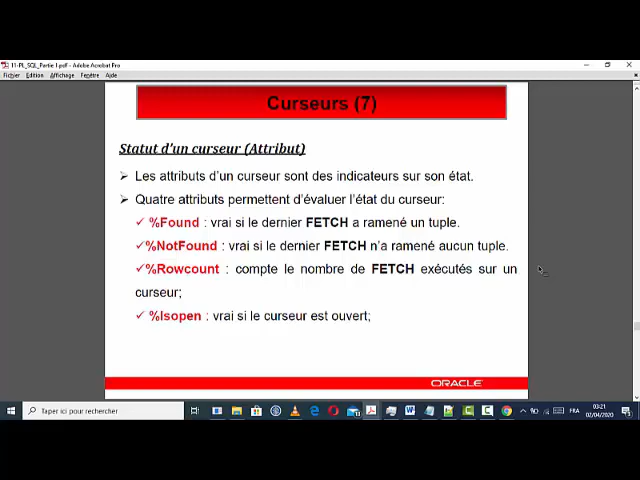 11-PL_SQL_Partie I.pdf - Adobe Acrobat Pro
Fichier Edition Affichage Fenêtre Aide
Curseurs (7)
Statut d'un curseur (Attribut)
➢ Les attributs d'un curseur sont des indicateurs sur son état.
➢ Quatre attributs permettent d'évaluer l'état du curseur:
✓ %Found : vrai si le dernier FETCH a ramené un tuple.
✓ %NotFound : vrai si le dernier FETCH n'a ramené aucun tuple.
✓ %Rowcount : compte le nombre de FETCH exécutés sur un
curseur;
✓ %Isopen : vrai si le curseur est ouvert;
ORACLE
Taper ici pour rechercher
FRA
03:21
02/04/2020